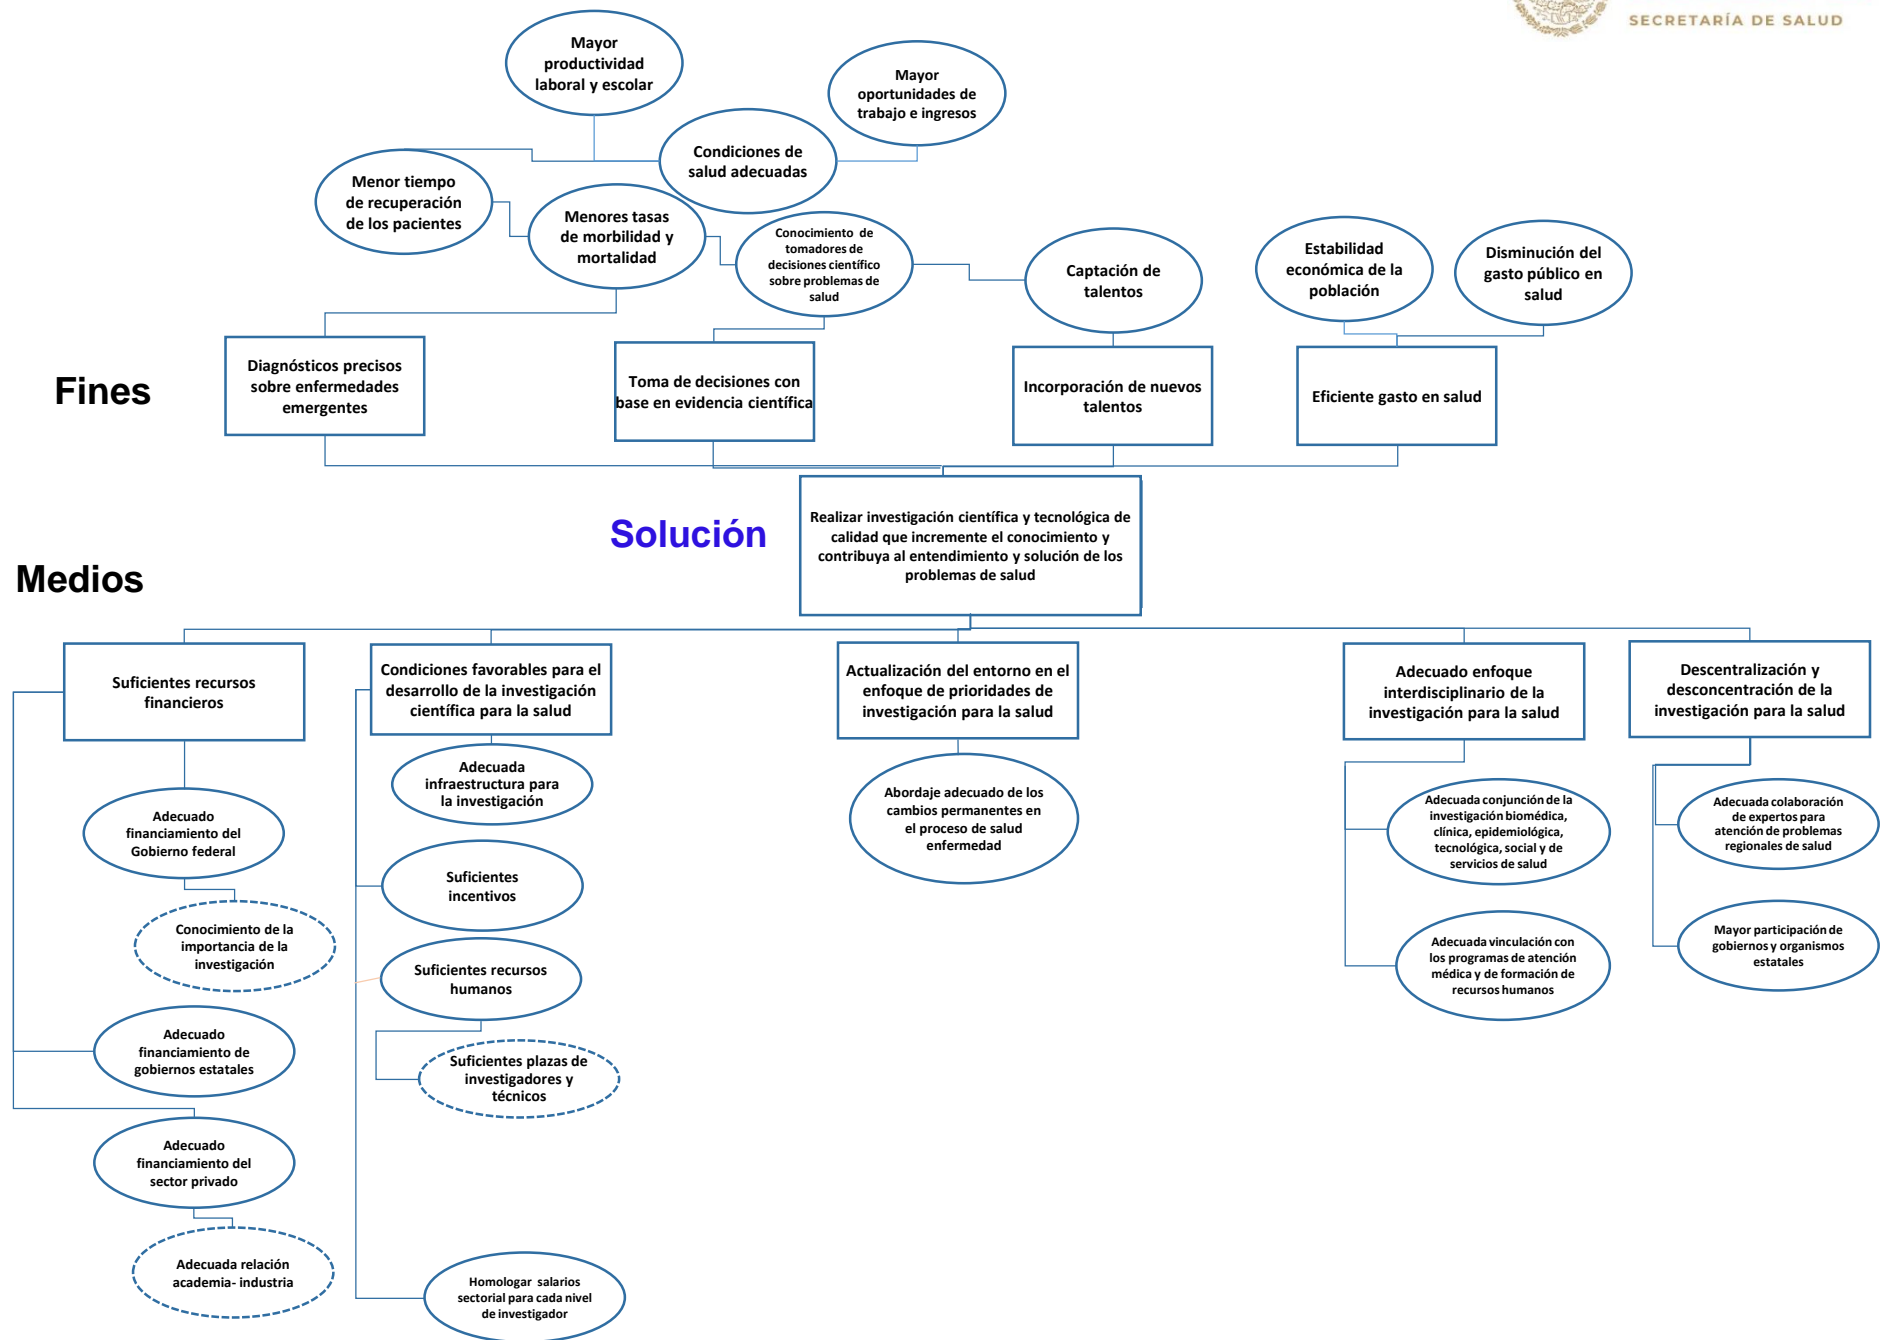 SECRETARÍA DE SALUD
Mayor
productividad
laboral y escolar
Mayor
oportunidades de
trabajo e ingresos
Condiciones de
salud adecuadas
Menor tiempo
de recuperación
de los pacientes
Menores tasas
de morbilidad y
mortalidad
Conocimiento de
tomadores de
decisiones científico
sobre problemas de
salud
Captación de
talentos
Estabilidad
económica de la
población
Disminución del
gasto público en
salud
Fines
Diagnósticos precisos
sobre enfermedades
emergentes
Toma de decisiones con
base en evidencia científica
Incorporación de nuevos
talentos
Eficiente gasto en salud
Solución
Realizar investigación científica y tecnológica de
calidad que incremente el conocimiento y
contribuya al entendimiento y solución de los
problemas de salud
Medios
Suficientes recursos
financieros
Condiciones favorables para el
desarrollo de la investigación
científica para la salud
Actualización del entorno en el
enfoque de prioridades de
investigación para la salud
Adecuado enfoque
interdisciplinario de la
investigación para la salud
Descentralización y
desconcentración de la
investigación para la salud
Adecuado
financiamiento del
Gobierno federal
Conocimiento de la
importancia de la
investigación
Adecuado
financiamiento de
gobiernos estatales
Adecuado
financiamiento del
sector privado
Adecuada relación
academia- industria
Adecuada
infraestructura para
la investigación
Suficientes
incentivos
Suficientes recursos
humanos
Suficientes plazas de
investigadores y
técnicos
Homologar salarios
sectorial para cada nivel
de investigador
Abordaje adecuado de los
cambios permanentes en
el proceso de salud
enfermedad
Adecuada conjunción de la
investigación biomédica,
clínica, epidemiológica,
tecnológica, social y de
servicios de salud
Adecuada vinculación con
los programas de atención
médica y de formación de
recursos humanos
Adecuada colaboración
de expertos para
atención de problemas
regionales de salud
Mayor participación de
gobiernos y organismos
estatales